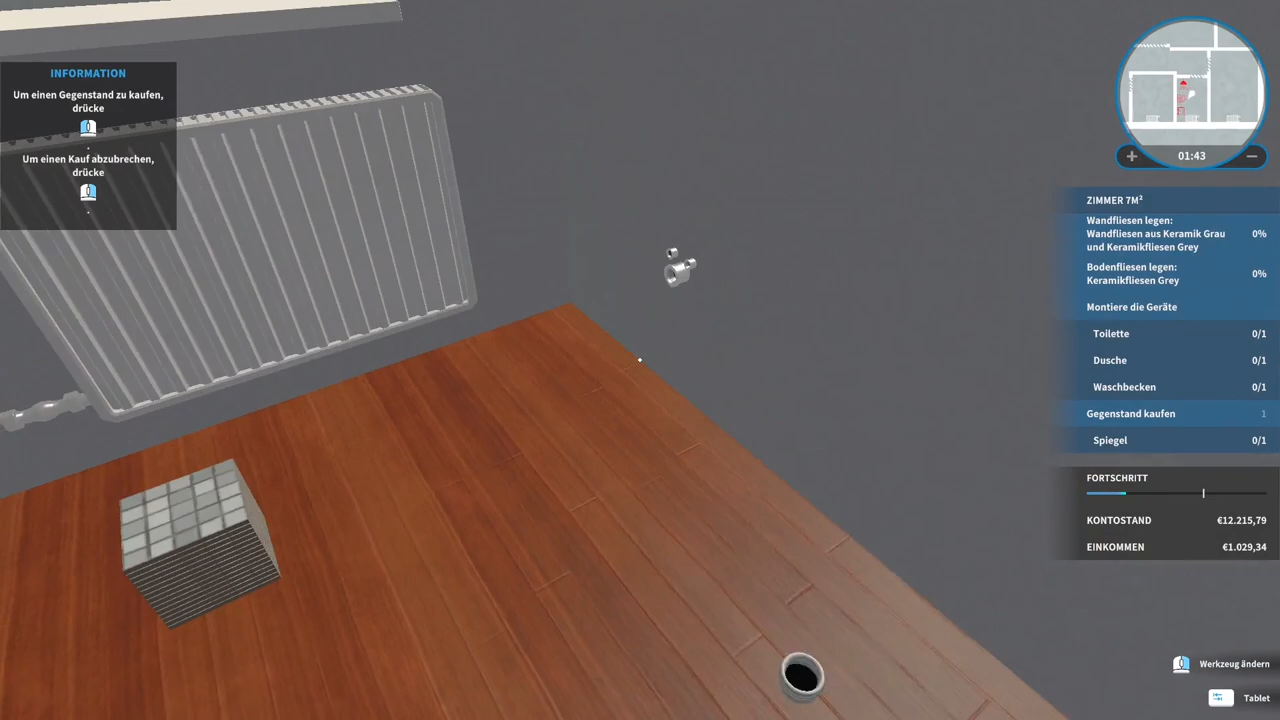 INFORMATION
Um einen Gegenstand zu kaufen,
drücke
.
Um einen Kauf abzubrechen,
drücke
.
01:43
ZIMMER 7M²
Wandfliesen legen:
Wandfliesen aus Keramik Grau
und Keramikfliesen Grey 0%
Bodenfliesen legen:
Keramikfliesen Grey 0%
Montiere die Geräte
Toilette 0/1
Dusche 0/1
Waschbecken 0/1
Gegenstand kaufen 1
Spiegel 0/1
FORTSCHRITT
KONTOSTAND €12.215,79
EINKOMMEN €1.029,34
Werkzeug ändern
Tablet